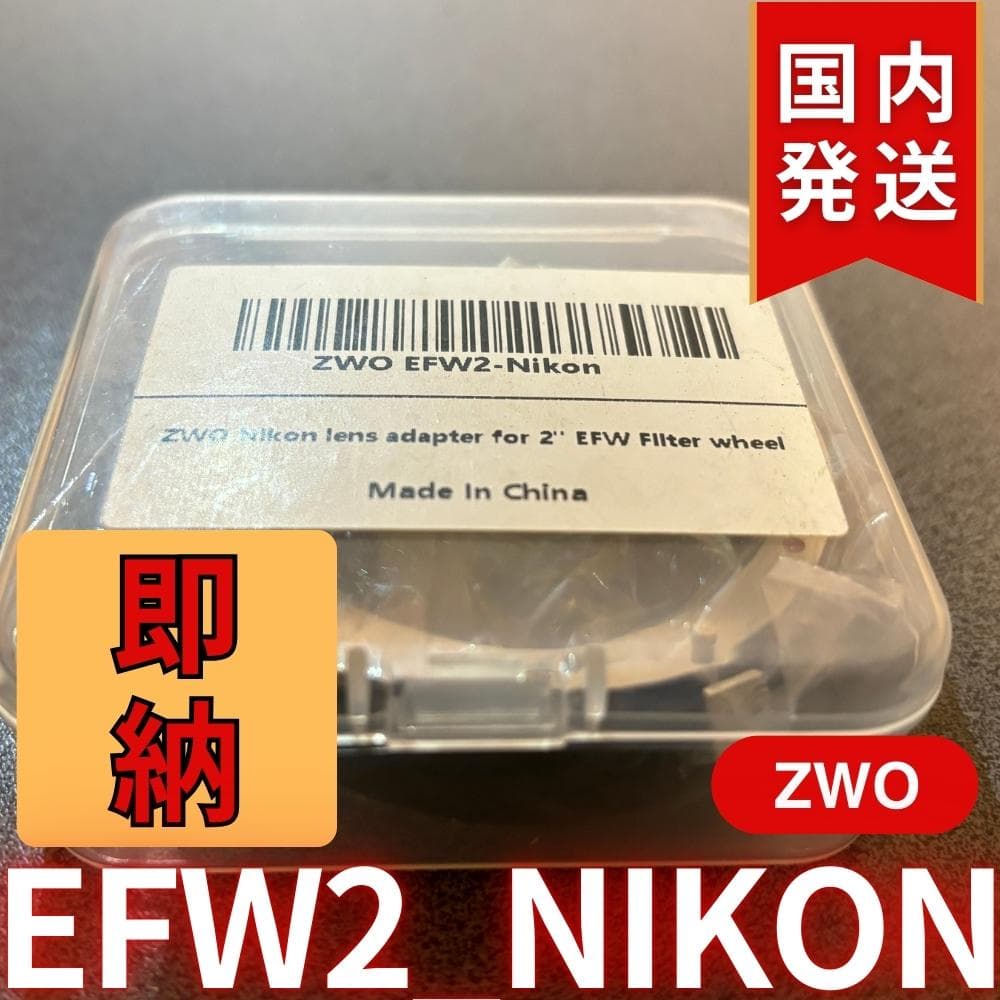 国内
発送
ZWO EFW2-Nikon
ZWO Nikon lens adapter for 2'' EFW Filter wheel
Made In China
即
納
ZWO
EFW2_NIKON